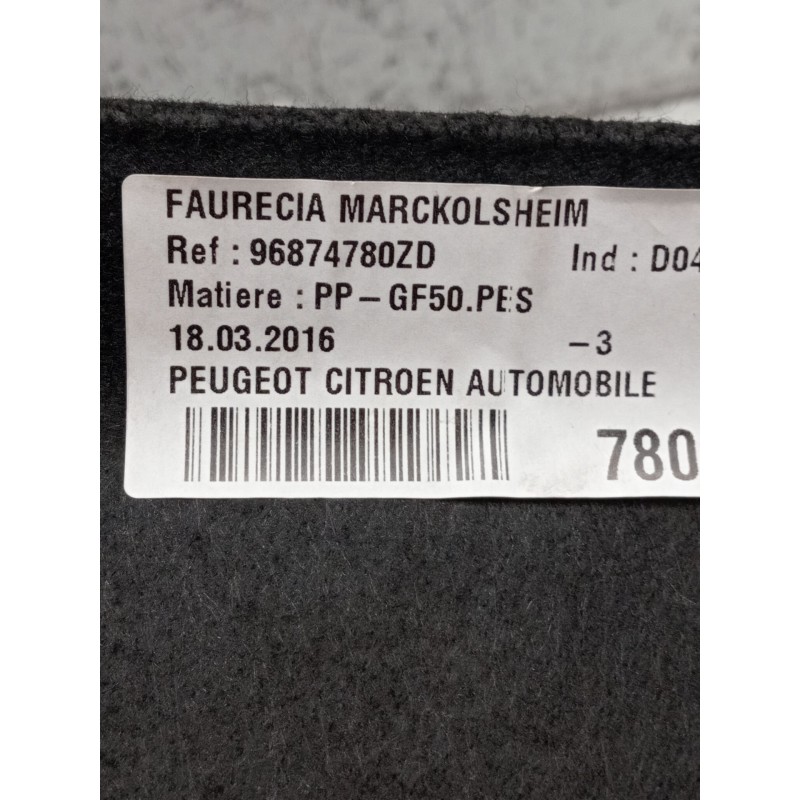 FAURECIA MARCKOLSHEIM
Ref : 96874780ZD Ind : D04
Matiere : PP-GF50.PES
18.03.2016 -3
PEUGEOT CITROEN AUTOMOBILE
780